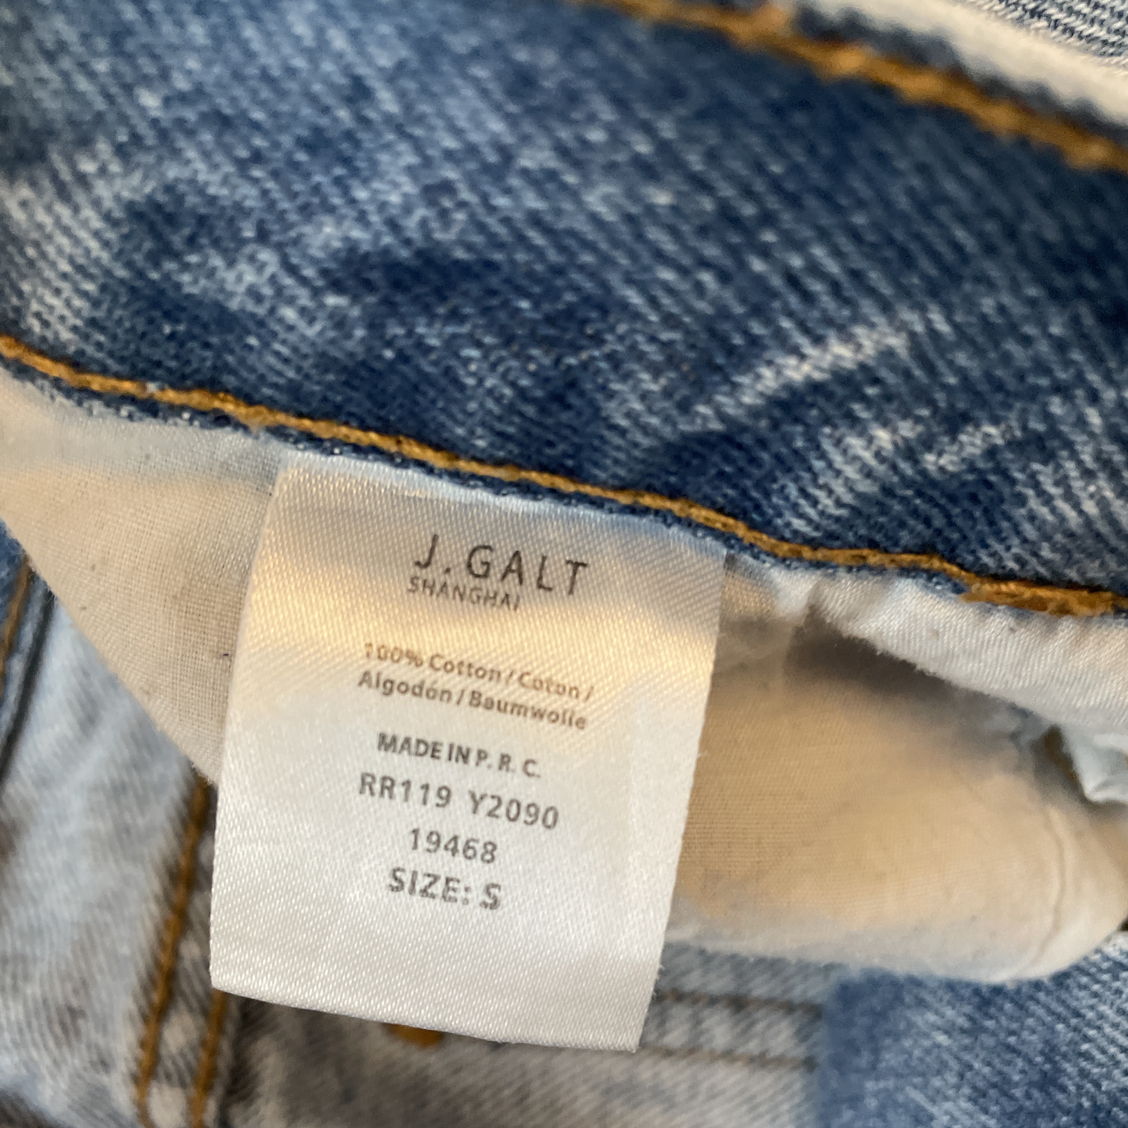 J.GALT
SHANGHAI
100% Cotton / Coton /
Algodón / Baumwolle
MADE IN P. R. C.
RR119 Y2090
19468
SIZE: S